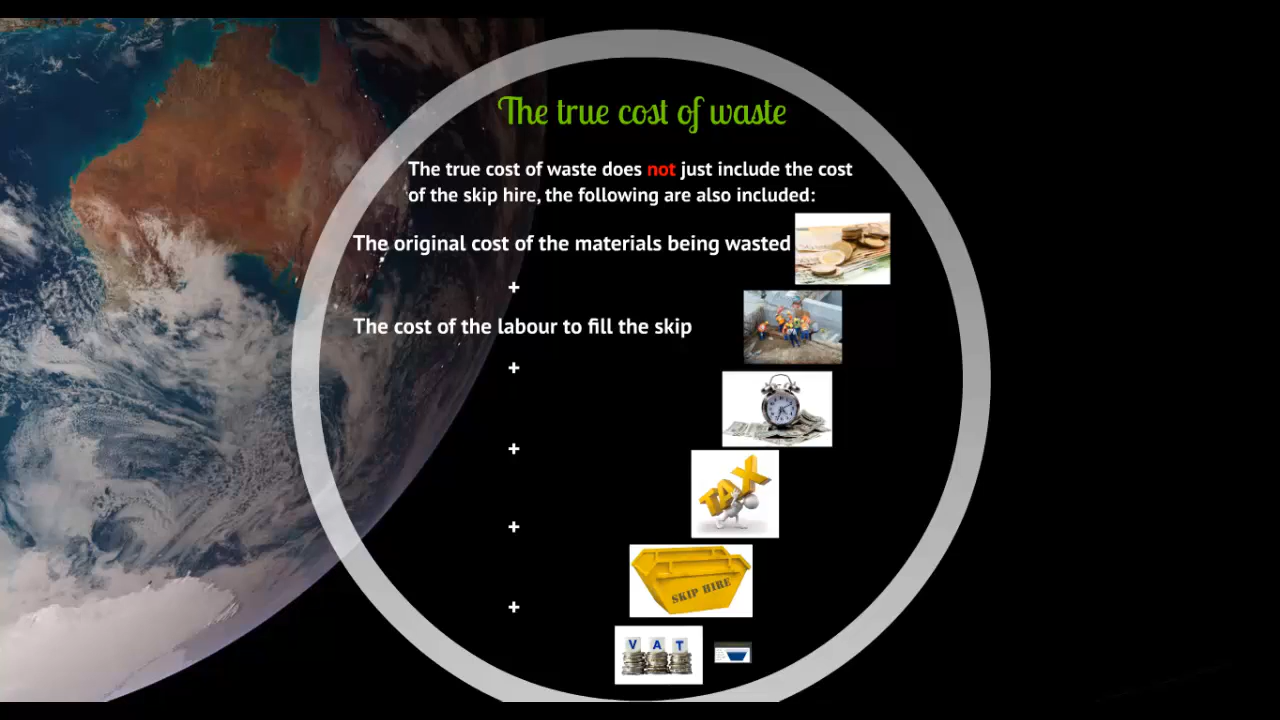 The true cost of waste
The true cost of waste does not just include the cost
of the skip hire, the following are also included:
The original cost of the materials being wasted
+
The cost of the labour to fill the skip
+
+
TAX
+
SKIP HIRE
+
V A T